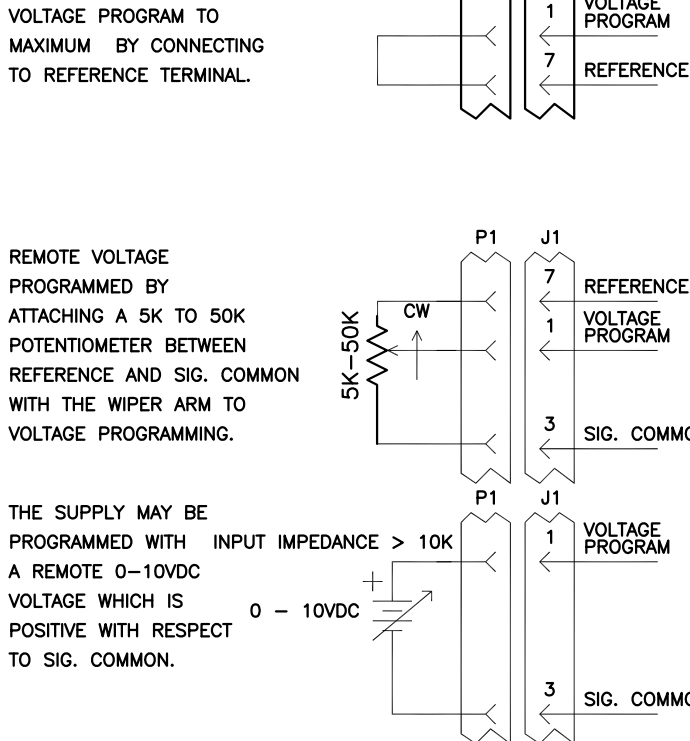 VOLTAGE PROGRAM TO
MAXIMUM BY CONNECTING
TO REFERENCE TERMINAL.
1
VOLTAGE
PROGRAM
7
REFERENCE
REMOTE VOLTAGE
PROGRAMMED BY
ATTACHING A 5K TO 50K
POTENTIOMETER BETWEEN
REFERENCE AND SIG. COMMON
WITH THE WIPER ARM TO
VOLTAGE PROGRAMMING.
5K-50K
CW
P1
J1
7
REFERENCE
1
VOLTAGE
PROGRAM
3
SIG.
THE SUPPLY MAY BE
PROGRAMMED WITH INPUT IMPEDANCE > 10K
A REMOTE 0-10VDC
VOLTAGE WHICH IS
POSITIVE WITH RESPECT
TO SIG. COMMON.
+
0 - 10VDC
P1
J1
1
VOLTAGE
PROGRAM
3
SIG.